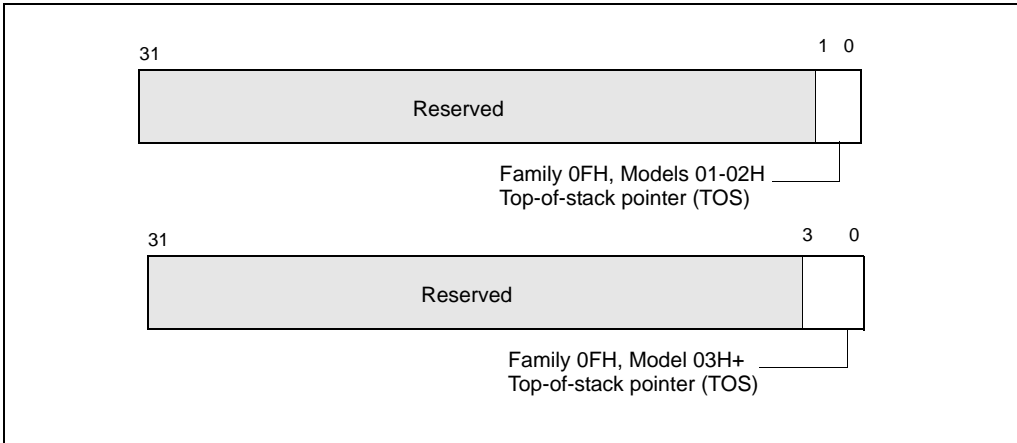 31
1 0
Reserved
Family 0FH, Models 01-02H
Top-of-stack pointer (TOS)
31
3 0
Reserved
Family 0FH, Model 03H+
Top-of-stack pointer (TOS)